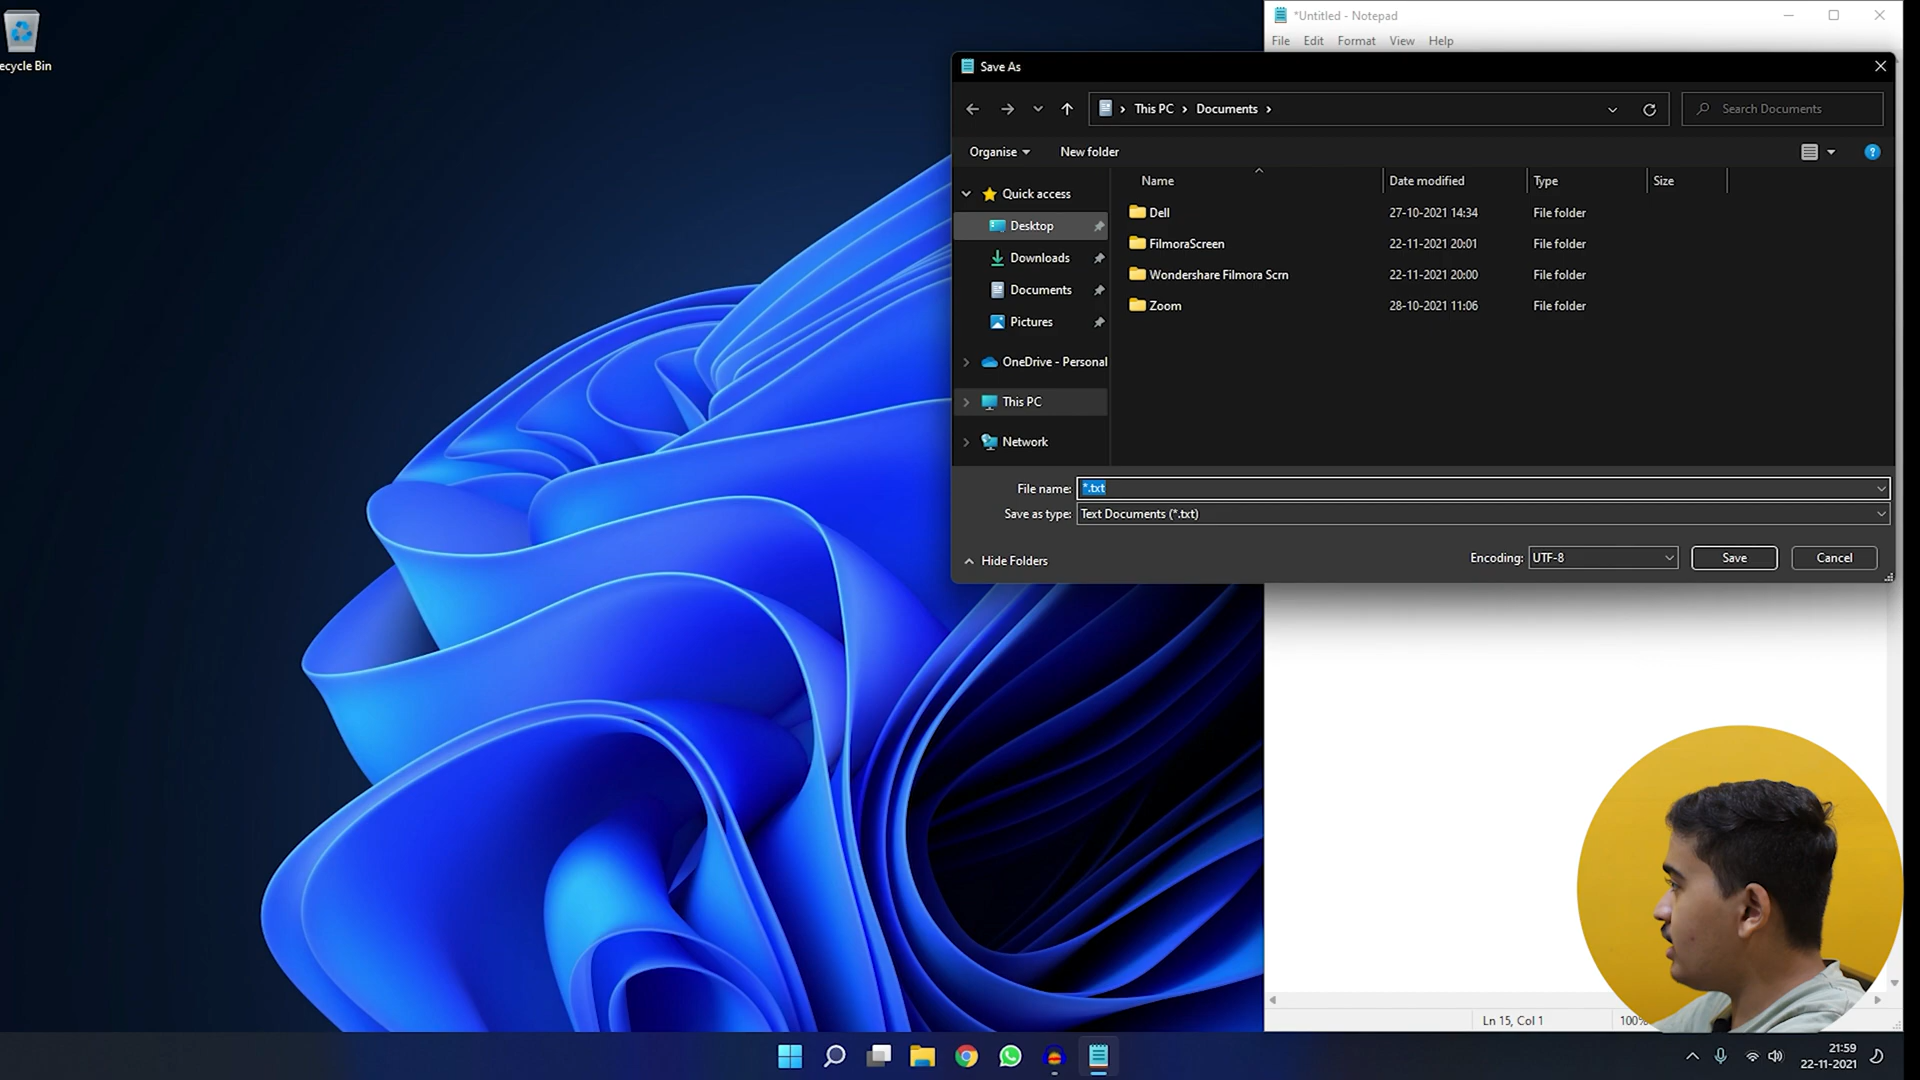 ecycle Bin
*Untitled - Notepad
File Edit Format View Help
Save As
This PC > Documents >
Search Documents
Organise New folder
Name Date modified Type Size
Quick access
Desktop
Downloads
Documents
Pictures
OneDrive - Personal
This PC
Network
Dell 27-10-2021 14:34 File folder
FilmoraScreen 22-11-2021 20:01 File folder
Wondershare Filmora Scrn 22-11-2021 20:00 File folder
Zoom 28-10-2021 11:06 File folder
File name: *.txt
Save as type: Text Documents (*.txt)
Hide Folders
Encoding: UTF-8 Save Cancel
Ln 15, Col 1 100%
21:59
22-11-2021